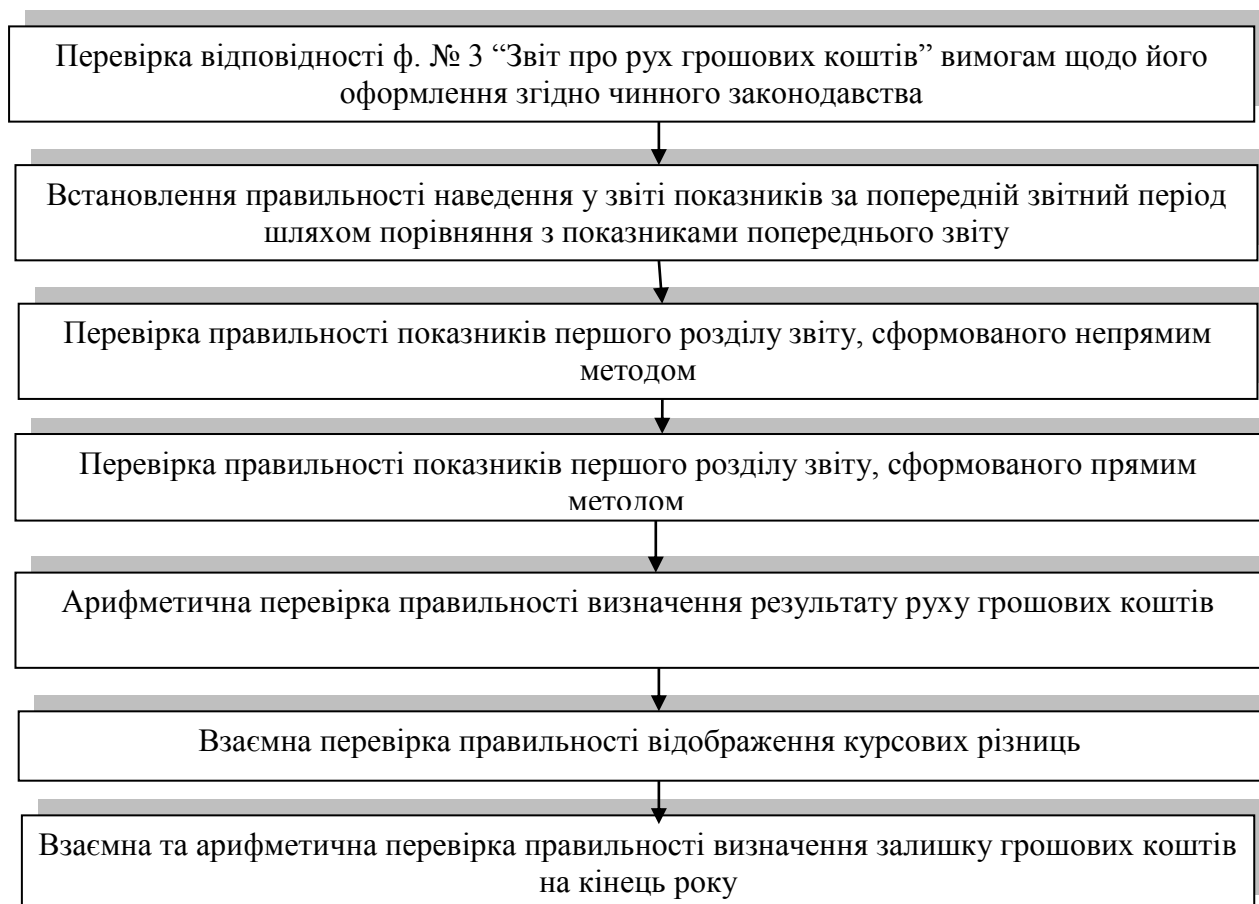 Перевірка відповідності ф. № 3 “Звіт про рух грошових коштів” вимогам щодо його
оформлення згідно чинного законодавства
Встановлення правильності наведення у звіті показників за попередній звітний період
шляхом порівняння з показниками попереднього звіту
Перевірка правильності показників першого розділу звіту, сформованого непрямим
методом
Перевірка правильності показників першого розділу звіту, сформованого прямим
методом
Арифметична перевірка правильності визначення результату руху грошових коштів
Взаємна перевірка правильності відображення курсових різниць
Взаємна та арифметична перевірка правильності визначення залишку грошових коштів
на кінець року